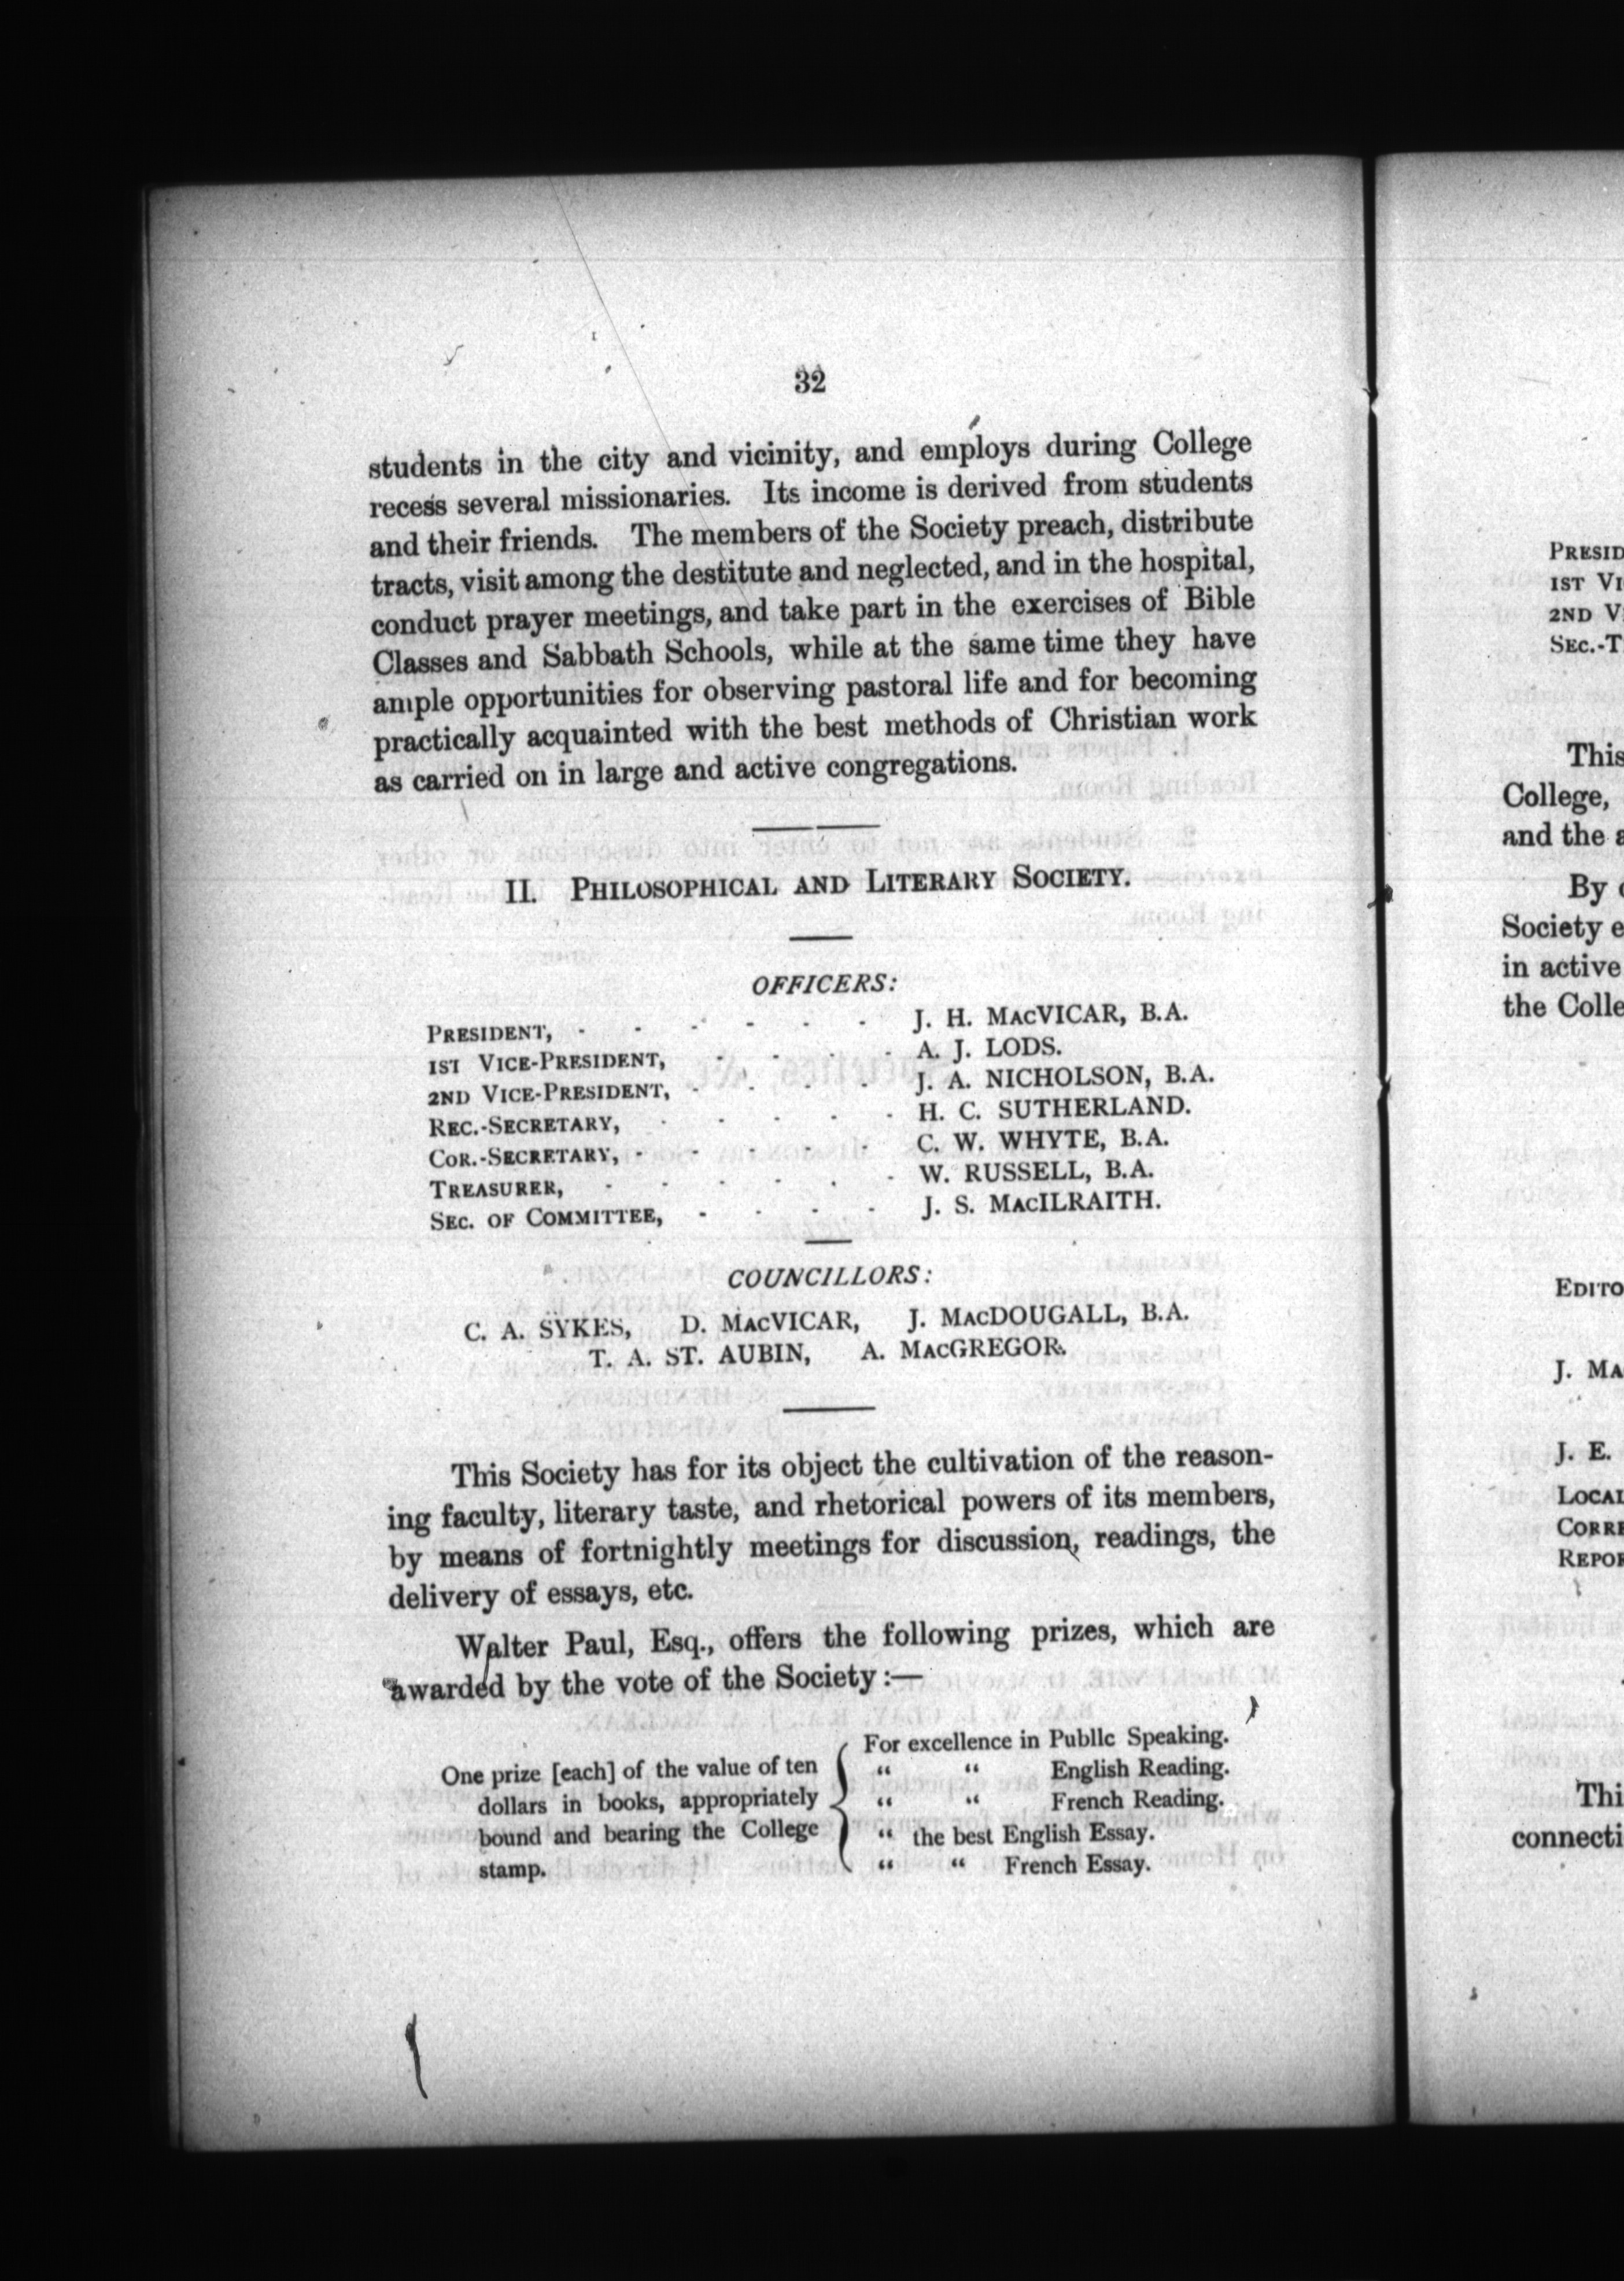 32
students in the city and vicinity, and employs during College
recess several missionaries. Its income is derived from students
and their friends. The members of the Society preach, distribute
tracts, visit among the destitute and neglected, and in the hospital,
conduct prayer meetings, and take part in the exercises of Bible
Classes and Sabbath Schools, while at the same time they have
ample opportunities for observing pastoral life and for becoming
practically acquainted with the best methods of Christian work
as carried on in large and active congregations.
II. PHILOSOPHICAL AND LITERARY SOCIETY.
OFFICERS:
PRESIDENT, - - - - - - J. H. MACVICAR, B.A.
1ST VICE-PRESIDENT, - - - - A. J. LODS.
2ND VICE-PRESIDENT, - - - - J. A. NICHOLSON, B.A.
REC.-SECRETARY, - - - - - H. C. SUTHERLAND.
COR.-SECRETARY, - - - - - C. W. WHYTE, B.A.
TREASURER, - - - - - - W. RUSSELL, B.A.
SEC. OF COMMITTEE, - - - - J. S. MACILRAITH.
COUNCILLORS:
C. A. SYKES, D. MACVICAR, J. MACDOUGALL, B.A.
T. A. ST. AUBIN, A. MACGREGOR.
This Society has for its object the cultivation of the reason-
ing faculty, literary taste, and rhetorical powers of its members,
by means of fortnightly meetings for discussion, readings, the
delivery of essays, etc.
Walter Paul, Esq., offers the following prizes, which are
awarded by the vote of the Society :—
One prize [each] of the value of ten
dollars in books, appropriately
bound and bearing the College
stamp.
For excellence in Publlc Speaking.
“ “ English Reading.
“ “ French Reading.
“ the best English Essay.
“ “ French Essay.
PRESID
1ST VI
2ND V
SEC.-T
This
College,
and the a
By
Society e
in active
the Colle
EDITO
J. MA
J. E.
LOCAL
CORRE
REPOR
Thi
connecti